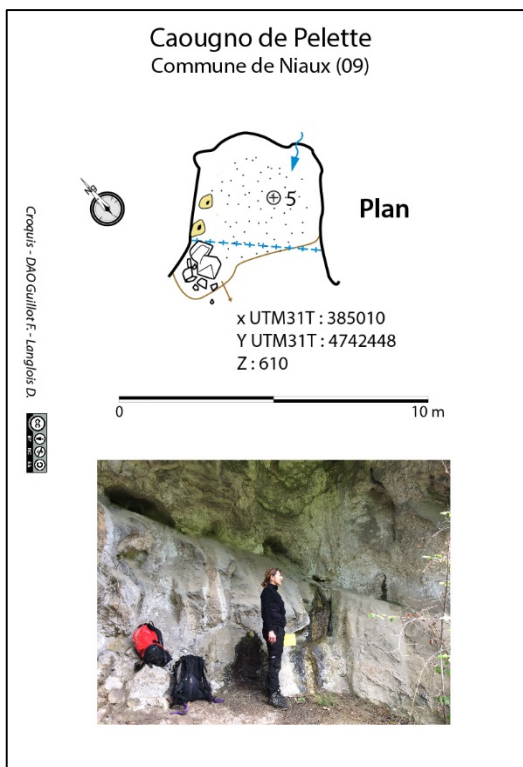 Caougno de Pelette
Commune de Niaux (09)
5
Plan
x UTM31T : 385010
Y UTM31T : 4742448
Z : 610
0
10 m
Croquis - DAO Guillot F. - Langlois D.